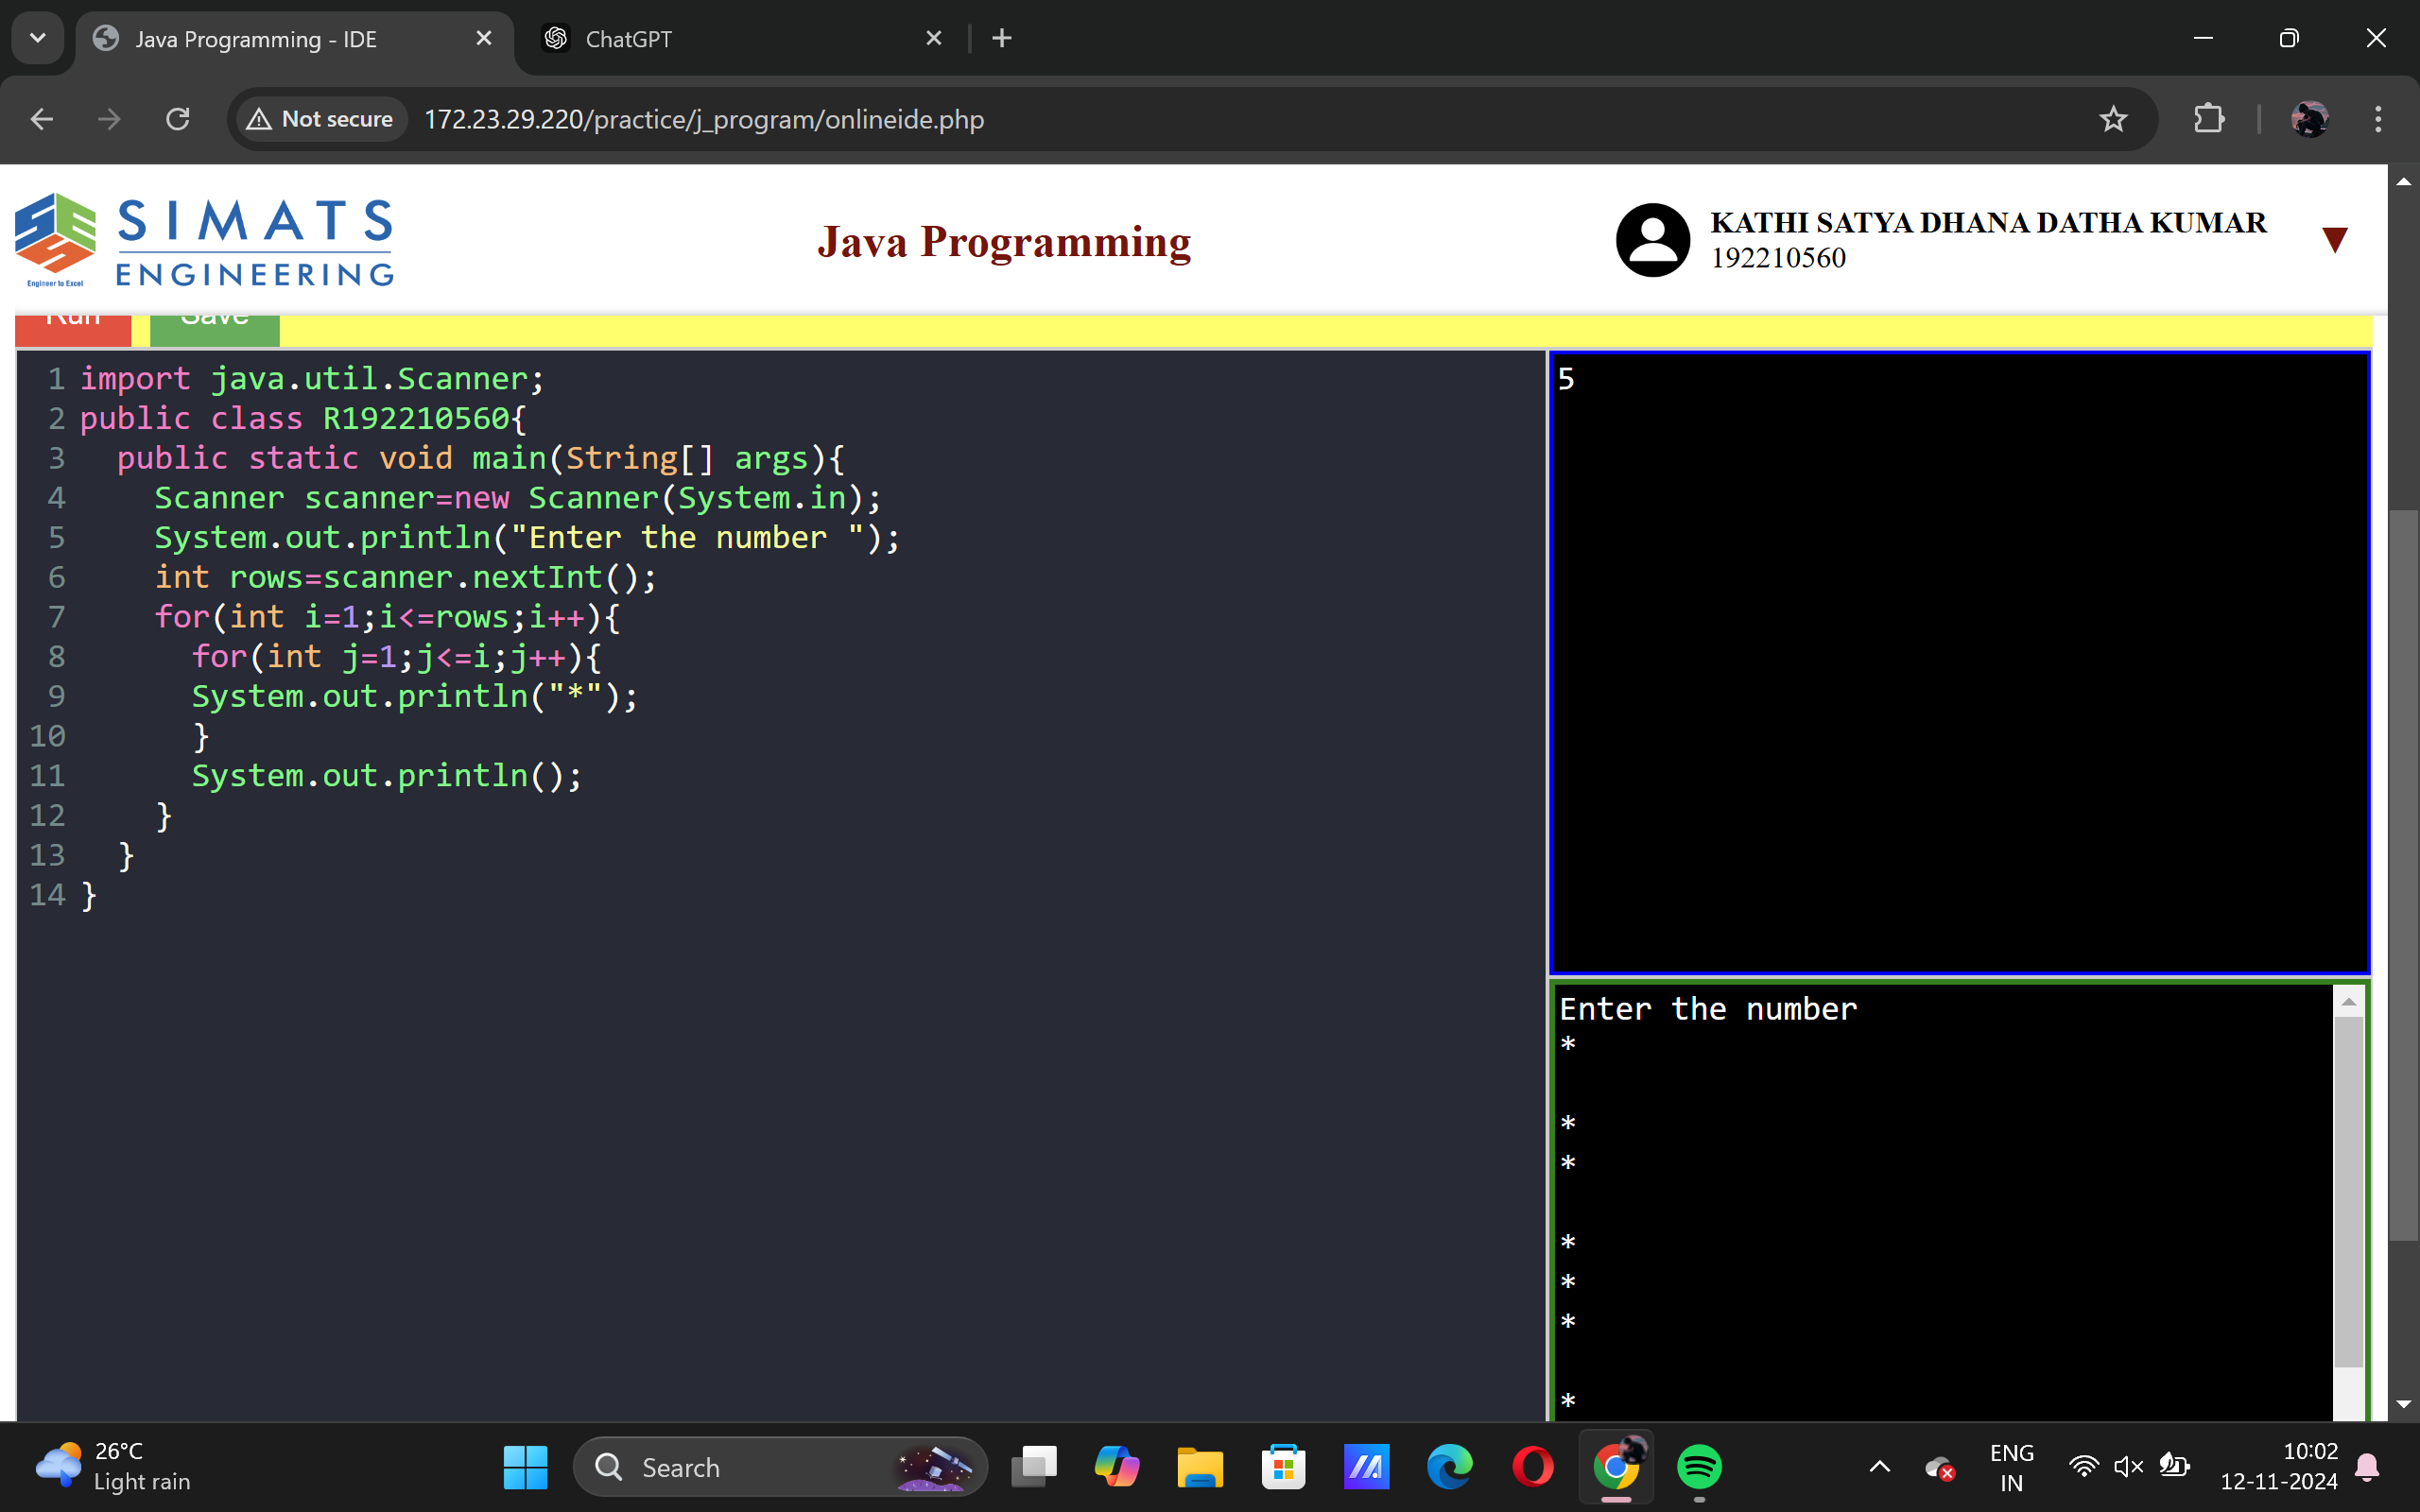 Java Programming - IDE
ChatGPT
Not secure
172.23.29.220/practice/j_program/onlineide.php
SIMATS
ENGINEERING
Engineer to Excel
Java Programming
KATHI SATYA DHANA DATHA KUMAR
192210560
Run
Save
1 import java.util.Scanner;
2 public class R192210560{
3   public static void main(String[] args){
4     Scanner scanner=new Scanner(System.in);
5     System.out.println("Enter the number ");
6     int rows=scanner.nextInt();
7     for(int i=1;i<=rows;i++){
8       for(int j=1;j<=i;j++){
9       System.out.println("*");
10       }
11       System.out.println();
12     }
13   }
14 }
5
Enter the number
*
*
*
*
*
*
*
26°C
Light rain
Search
ENG
IN
10:02
12-11-2024